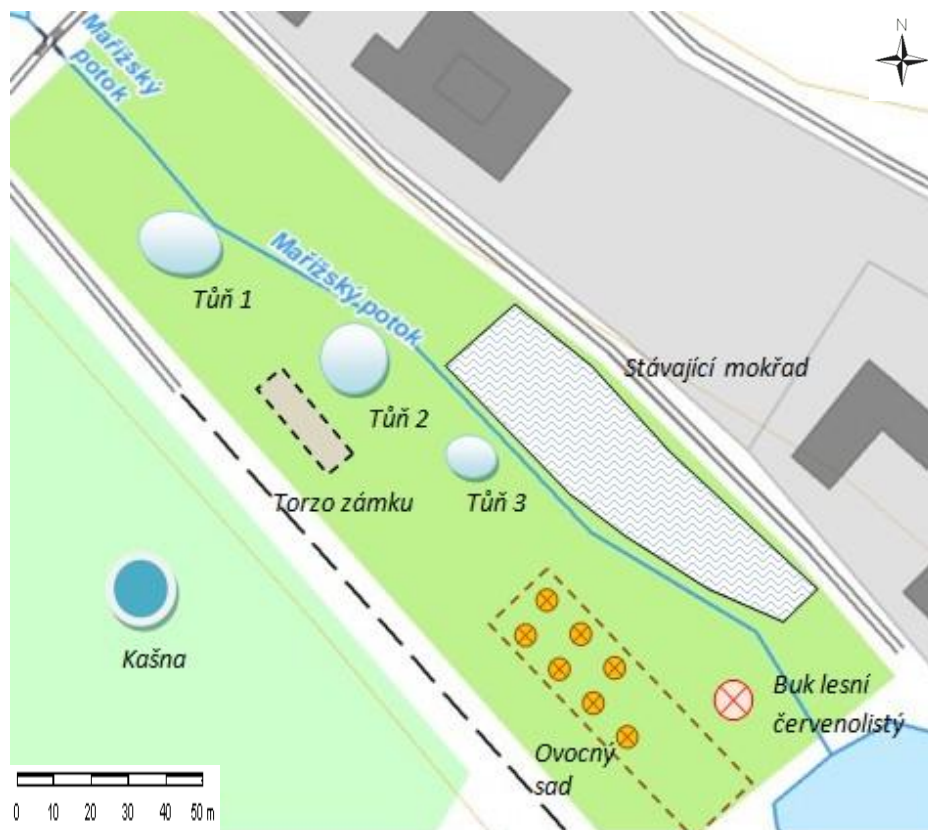 N
Mařížský
potok
Mařížský potok
Tůň 1
Stávající mokřad
Tůň 2
Torzo zámku
Tůň 3
Kašna
Buk lesní
červenolistý
Ovocný
sad
0 10 20 30 40 50 m